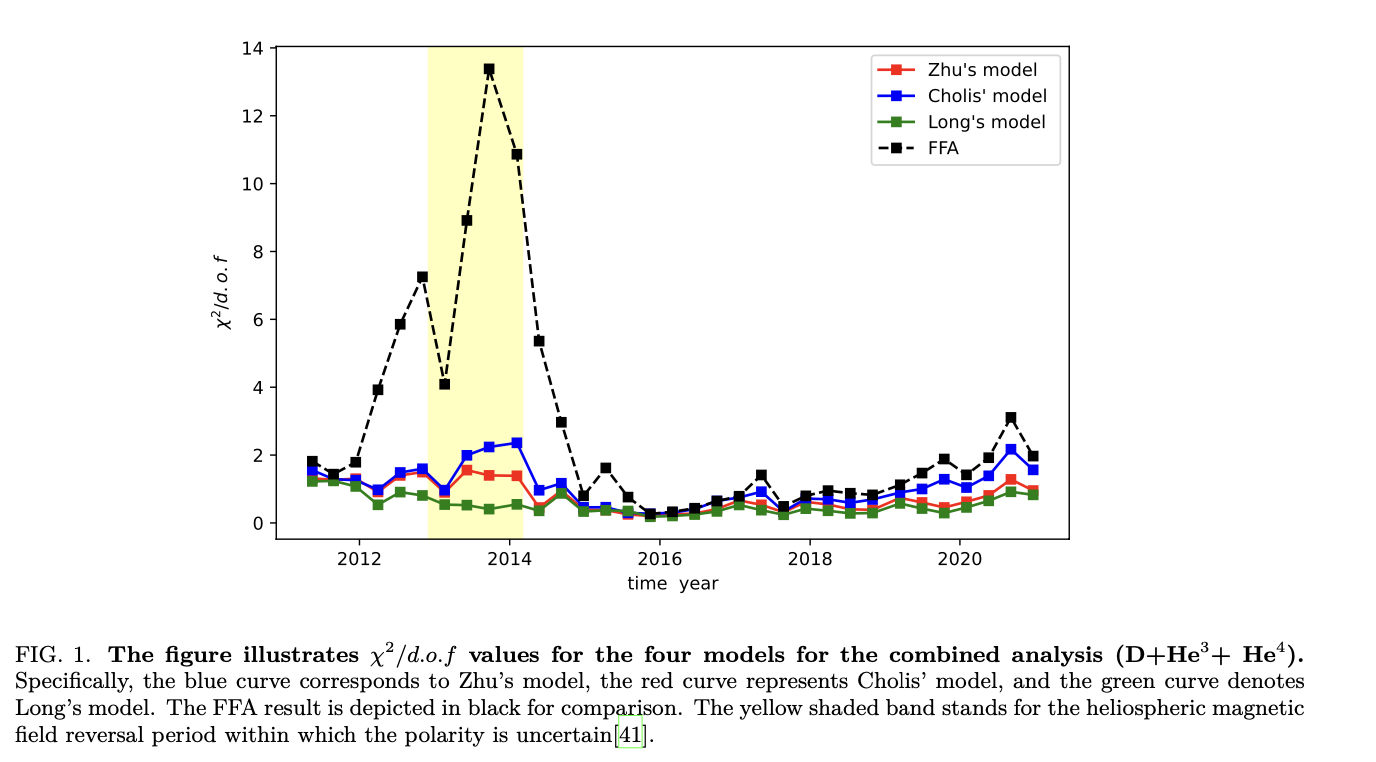 14
12
10
8
6
4
2
0
χ²/d.o.f
2012
2014
2016
2018
2020
time year
Zhu's model
Cholis' model
Long's model
FFA
FIG. 1. The figure illustrates χ²/d.o.f values for the four models for the combined analysis (D+He³+ He⁴).
Specifically, the blue curve corresponds to Zhu's model, the red curve represents Cholis' model, and the green curve denotes
Long's model. The FFA result is depicted in black for comparison. The yellow shaded band stands for the heliospheric magnetic
field reversal period within which the polarity is uncertain[41].